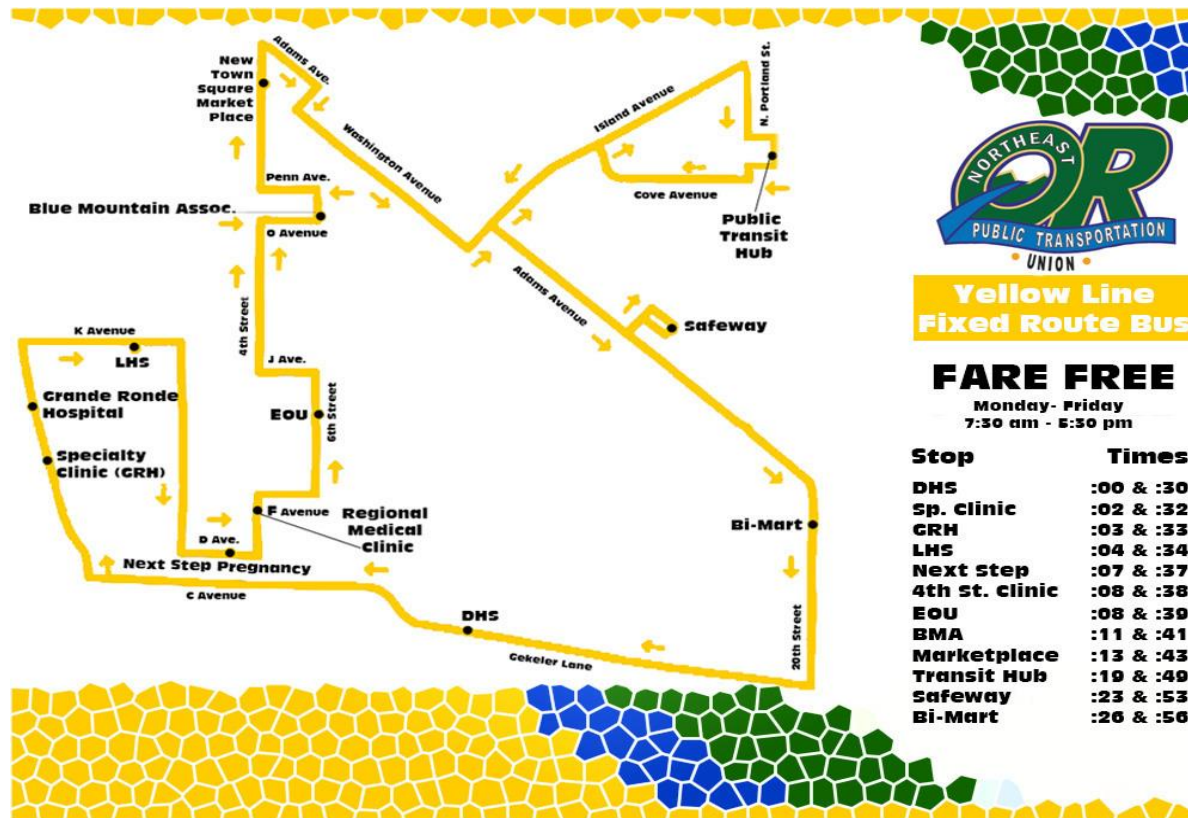 New
Town
Square
Market
Place
Adams Ave.
Washington Avenue
Island Avenue
N. Portland St.
Cove Avenue
Public
Transit
Hub
Penn Ave.
Blue Mountain Assoc.
O Avenue
4th Street
Adams Avenue
Safeway
K Avenue
LHS
J Ave.
Grande Ronde
Hospital
EOU
6th Street
Specialty
Clinic (GRH)
F Avenue
Regional
Medical
Clinic
D Ave.
Next Step Pregnancy
C Avenue
Bi-Mart
DHS
Gekeler Lane
20th Street
NORTHEAST
OR
PUBLIC TRANSPORTATION
• UNION •
Yellow Line
Fixed Route Bus
FARE FREE
Monday- Friday
7:30 am - 5:30 pm
Stop Times
DHS :00 & :30
Sp. Clinic :02 & :32
GRH :03 & :33
LHS :04 & :34
Next Step :07 & :37
4th St. Clinic :08 & :38
EOU :08 & :39
BMA :11 & :41
Marketplace :13 & :43
Transit Hub :19 & :49
Safeway :23 & :53
Bi-Mart :26 & :56